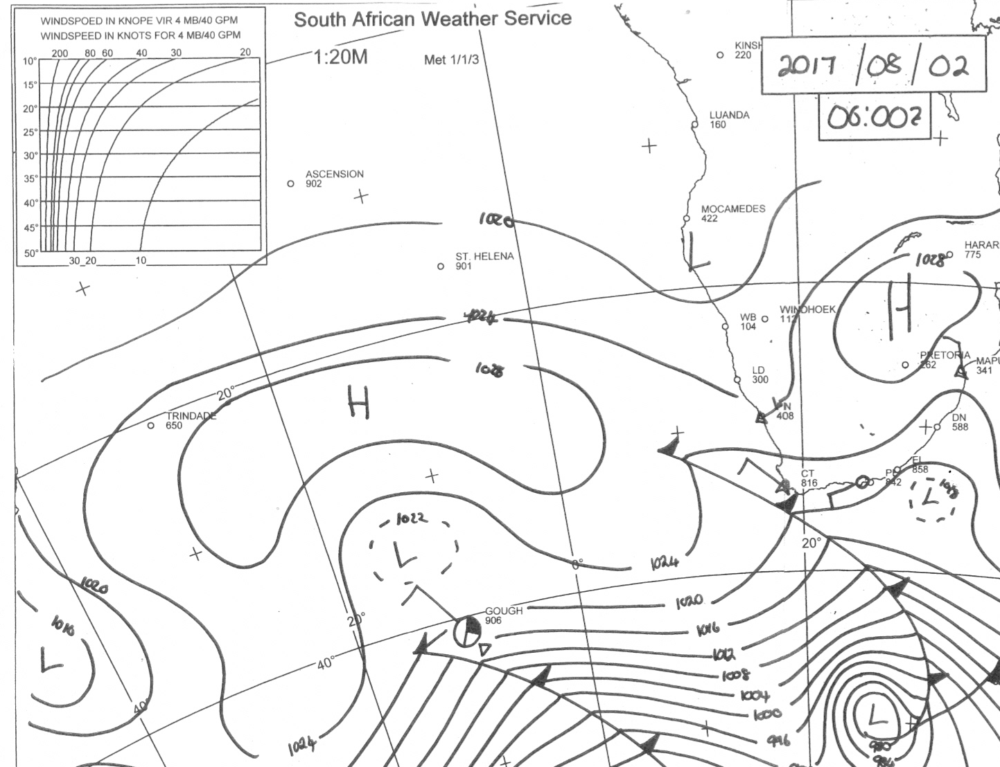 South African Weather Service
1:20M
Met 1/1/3
2017 /08/ 02
06:00z
WINDSPOED IN KNOPE VIR 4 MB/40 GPM
WINDSPEED IN KNOTS FOR 4 MB/40 GPM
200 80 60 40 30 20
10°
15°
20°
25°
30°
35°
40°
45°
50°
30 20 10
220
LUANDA
160
ASCENSION
902
MOCAMEDES
422
1020
ST. HELENA
901
775
1028
H
1024
WB
104
WINDHOEK
1028
PRETORIA
262
341
LD
300
H
20°
TRINDADE
650
408
DN
588
EL
858
CT
816
842
L
1022
L
20°
0°
1024
1020
1020
GOUGH
906
20°
1016
L
1016
40°
1012
1008
1004
1000
996
40°
1024
L
980
984